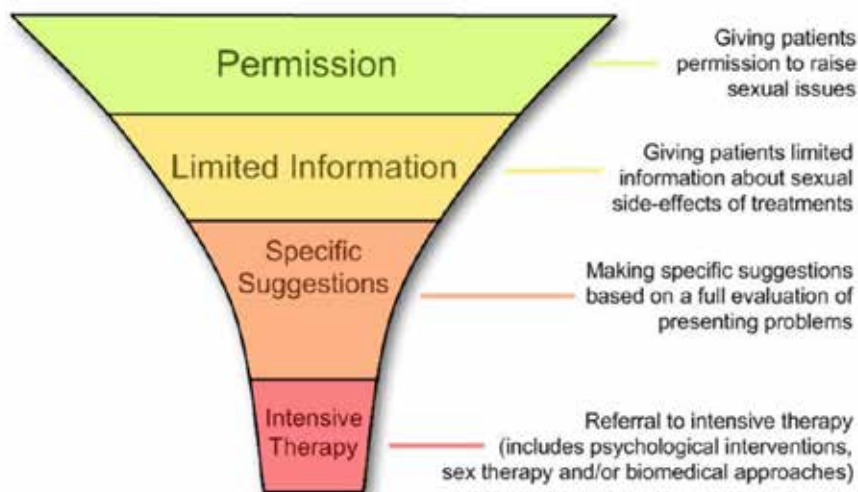 Permission
Giving patients
permission to raise
sexual issues
Limited Information
Giving patients limited
information about sexual
side-effects of treatments
Specific
Suggestions
Making specific suggestions
based on a full evaluation of
presenting problems
Intensive
Therapy
Referral to intensive therapy
(includes psychological interventions,
sex therapy and/or biomedical approaches)